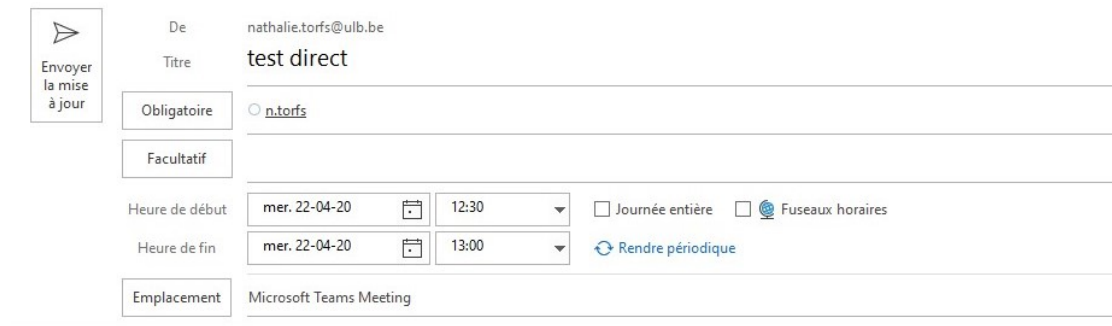 De nathalie.torfs@ulb.be
Titre test direct
Envoyer
la mise
à jour
Obligatoire n.torfs
Facultatif
Heure de début mer. 22-04-20 12:30 Journée entière Fuseaux horaires
Heure de fin mer. 22-04-20 13:00 Rendre périodique
Emplacement Microsoft Teams Meeting